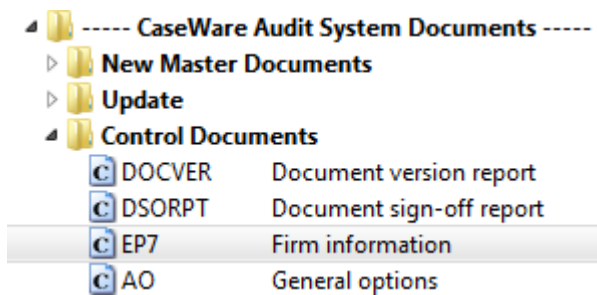 ----- CaseWare Audit System Documents -----
New Master Documents
Update
Control Documents
DOCVER Document version report
DSORPT Document sign-off report
EP7 Firm information
AO General options